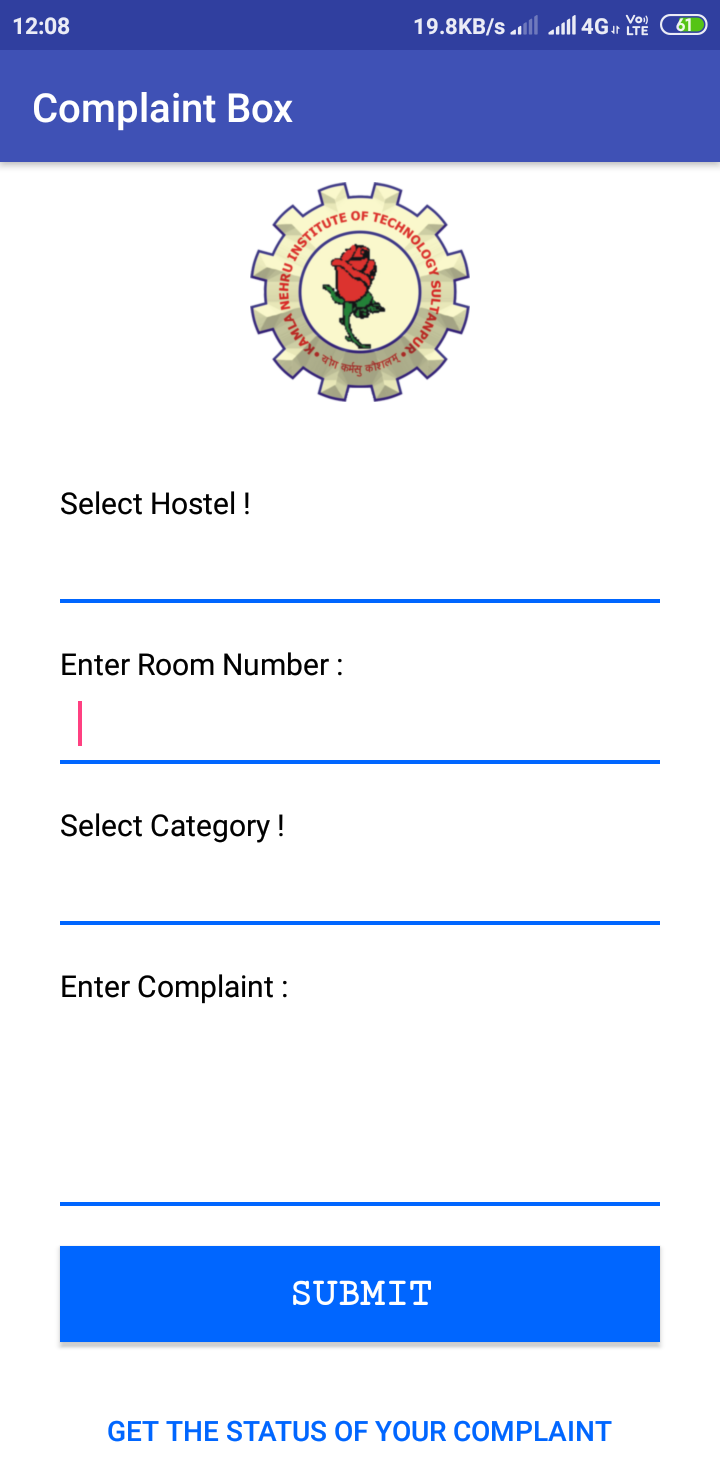 12:08 19.8KB/s 4G Vo) LTE 61
Complaint Box
KAMLA NEHRU INSTITUTE OF TECHNOLOGY SULTANPUR
योग कर्मसु कौशलम्
Select Hostel !
Enter Room Number :
Select Category !
Enter Complaint :
SUBMIT
GET THE STATUS OF YOUR COMPLAINT